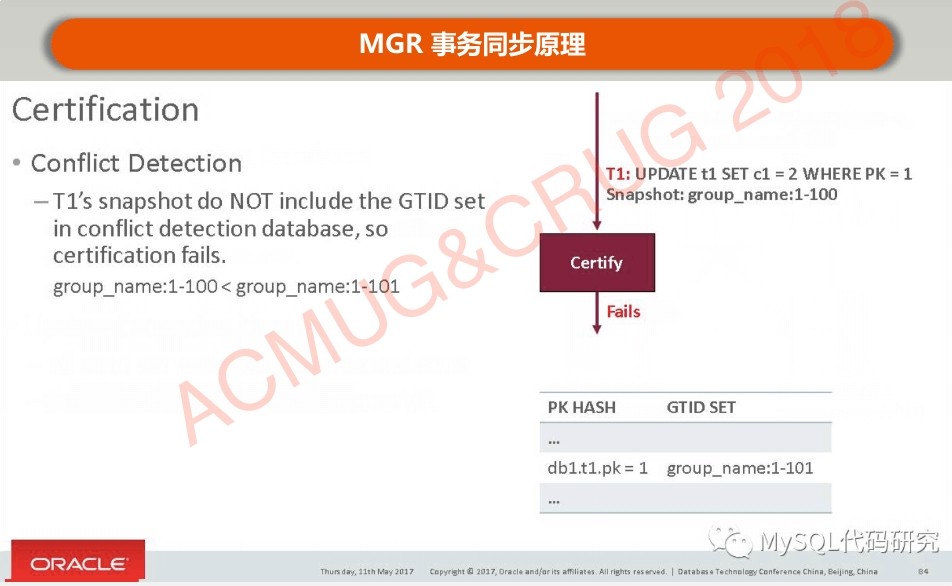 MGR 事务同步原理
Certification
• Conflict Detection
– T1's snapshot do NOT include the GTID set
in conflict detection database, so
certification fails.
group_name:1-100 < group_name:1-101
T1: UPDATE t1 SET c1 = 2 WHERE PK = 1
Snapshot: group_name:1-100
Certify
Fails
PK HASH GTID SET
...
db1.t1.pk = 1 group_name:1-101
...
ACMUG&CRUG 2018
MySQL代码研究
ORACLE
Thursday, 11th May 2017 Copyright © 2017, Oracle and/or its affiliates. All rights reserved. | Database Technology Conference China, Beijing, China 84